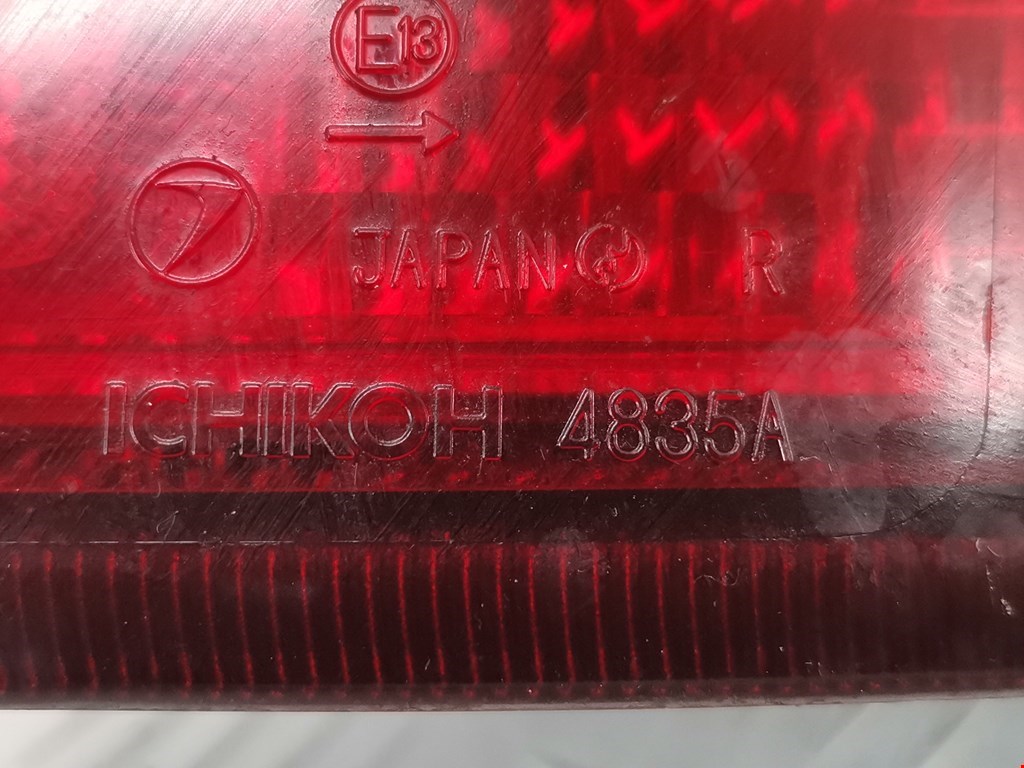 E13
JAPAN R
ICHIKOH 4835A